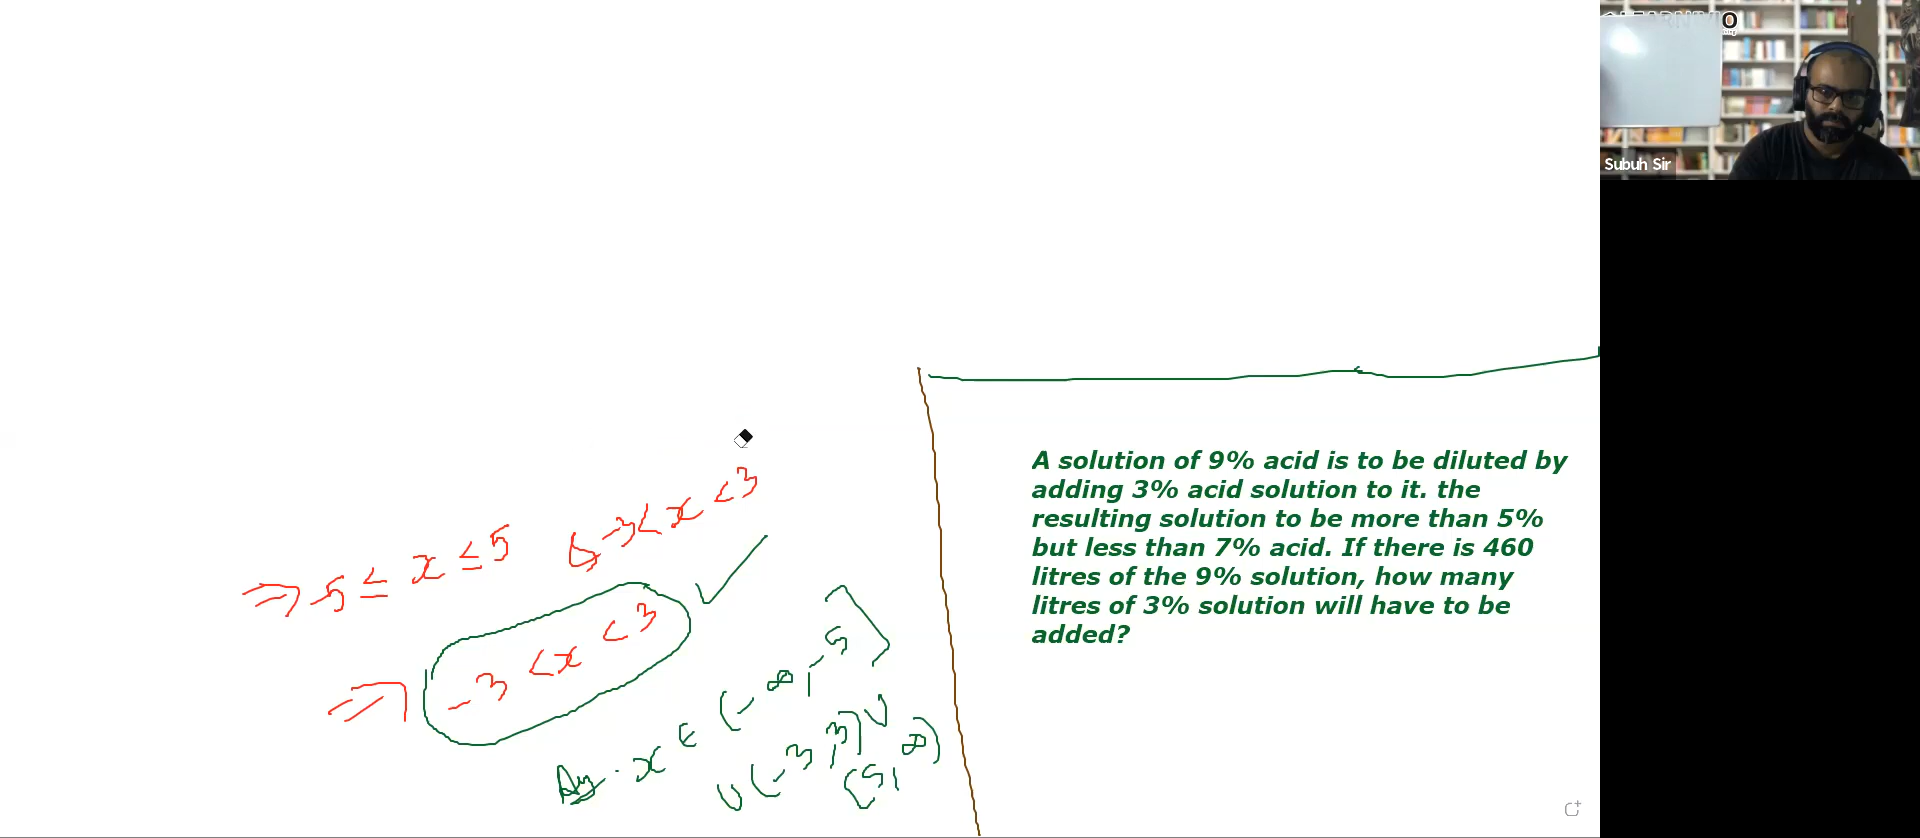 Subuh Sir
⇒ -5 ≤ x ≤ 5 & -3 < x < 3
⇒ -3 < x < 3
Ans. x ∈ (-∞, -5]
∪ (-3, 3) ∪
[5, ∞)
A solution of 9% acid is to be diluted by
adding 3% acid solution to it. the
resulting solution to be more than 5%
but less than 7% acid. If there is 460
litres of the 9% solution, how many
litres of 3% solution will have to be
added?